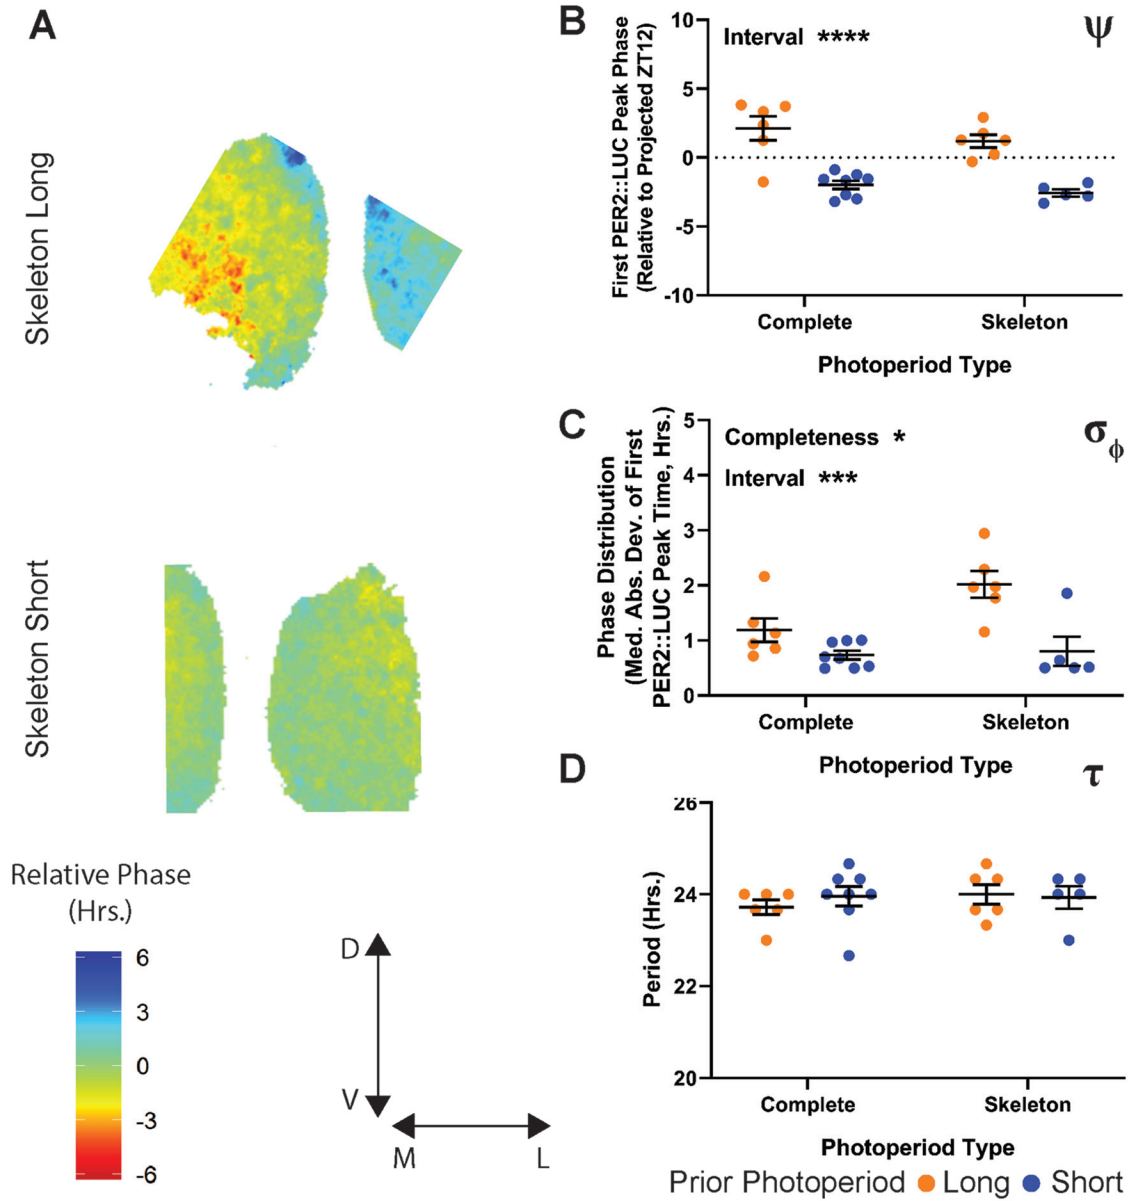 A
Skeleton Long
Skeleton Short
Relative Phase
(Hrs.)
6
3
0
-3
-6
D
V
M
L
B
ψ
First PER2::LUC Peak Phase
(Relative to Projected ZT12)
Interval ****
10
5
0
-5
-10
Complete
Skeleton
Photoperiod Type
C
σϕ
Phase Distribution
(Med. Abs. Dev. of First
PER2::LUC Peak Time, Hrs.)
Completeness *
Interval ***
5
4
3
2
1
0
Complete
Skeleton
Photoperiod Type
D
τ
Period (Hrs.)
26
24
22
20
Complete
Skeleton
Photoperiod Type
Prior Photoperiod Long Short